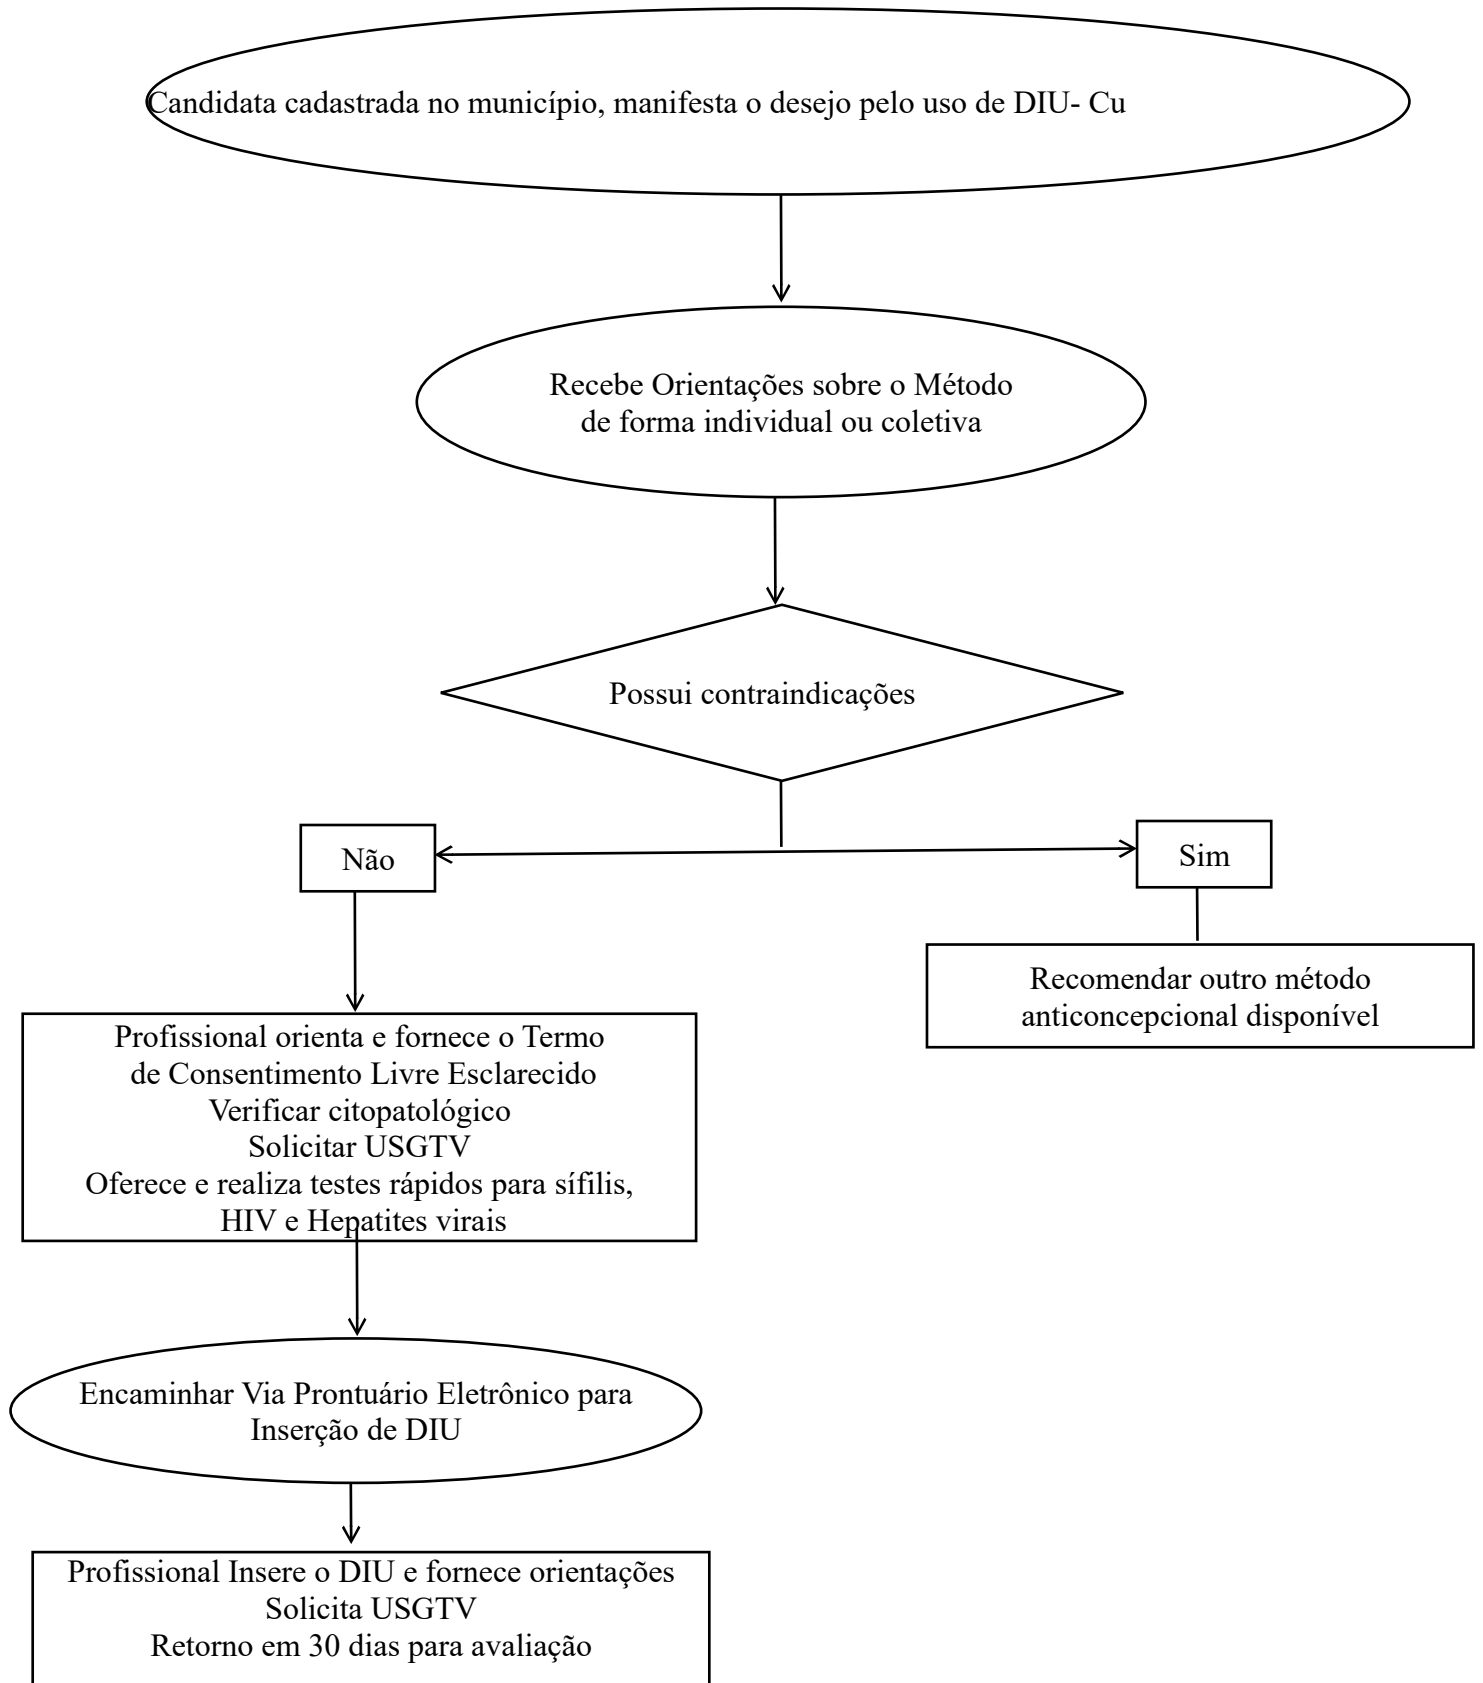 Candidata cadastrada no município, manifesta o desejo pelo uso de DIU- Cu
Recebe Orientações sobre o Método
de forma individual ou coletiva
Possui contraindicações
Não
Sim
Recomendar outro método
anticoncepcional disponível
Profissional orienta e fornece o Termo
de Consentimento Livre Esclarecido
Verificar citopatológico
Solicitar USGTV
Oferece e realiza testes rápidos para sífilis,
HIV e Hepatites virais
Encaminhar Via Prontuário Eletrônico para
Inserção de DIU
Profissional Insere o DIU e fornece orientações
Solicita USGTV
Retorno em 30 dias para avaliação